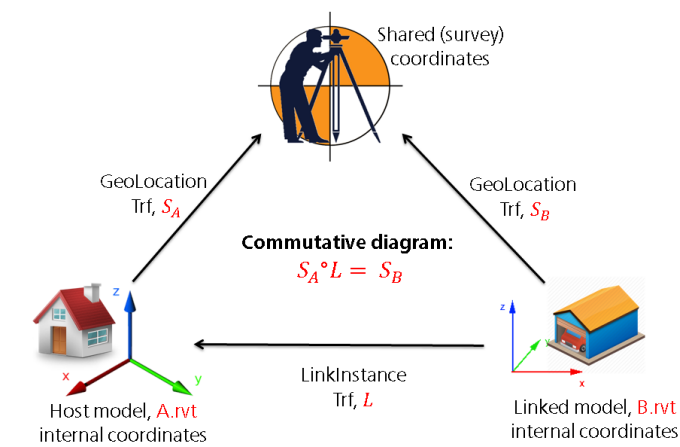 Shared (survey)
coordinates
GeoLocation
Trf, S_A
GeoLocation
Trf, S_B
Commutative diagram:
S_A°L = S_B
z
x
y
z
y
x
LinkInstance
Trf, L
Host model, A.rvt
internal coordinates
Linked model, B.rvt
internal coordinates